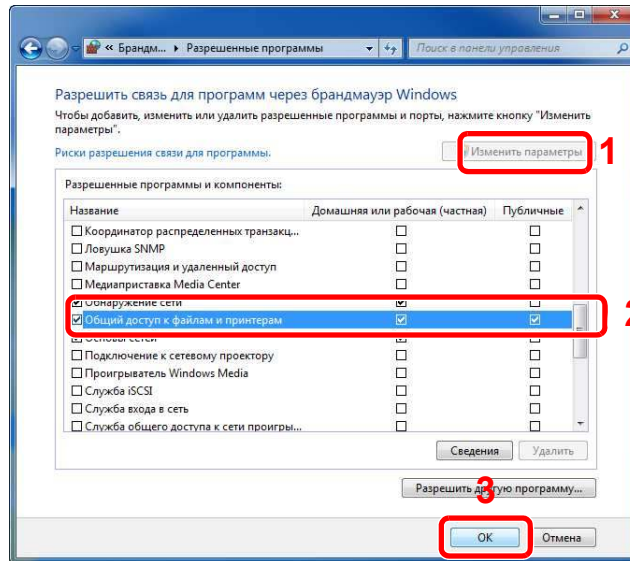 « Брандм... ▸ Разрешенные программы
Поиск в панели управления
Разрешить связь для программ через брандмауэр Windows
Чтобы добавить, изменить или удалить разрешенные программы и порты, нажмите кнопку "Изменить
параметры".
Риски разрешения связи для программы.
Изменить параметры
1
Разрешенные программы и компоненты:
Название Домашняя или рабочая (частная) Публичные
Координатор распределенных транзакц...
Ловушка SNMP
Маршрутизация и удаленный доступ
Медиаприставка Media Center
Обнаружение сети
Общий доступ к файлам и принтерам
2
Основы сетей
Подключение к сетевому проектору
Проигрыватель Windows Media
Служба iSCSI
Служба входа в сеть
Служба общего доступа к сети проигры...
Сведения Удалить
Разрешить другую программу...
3
ОК Отмена